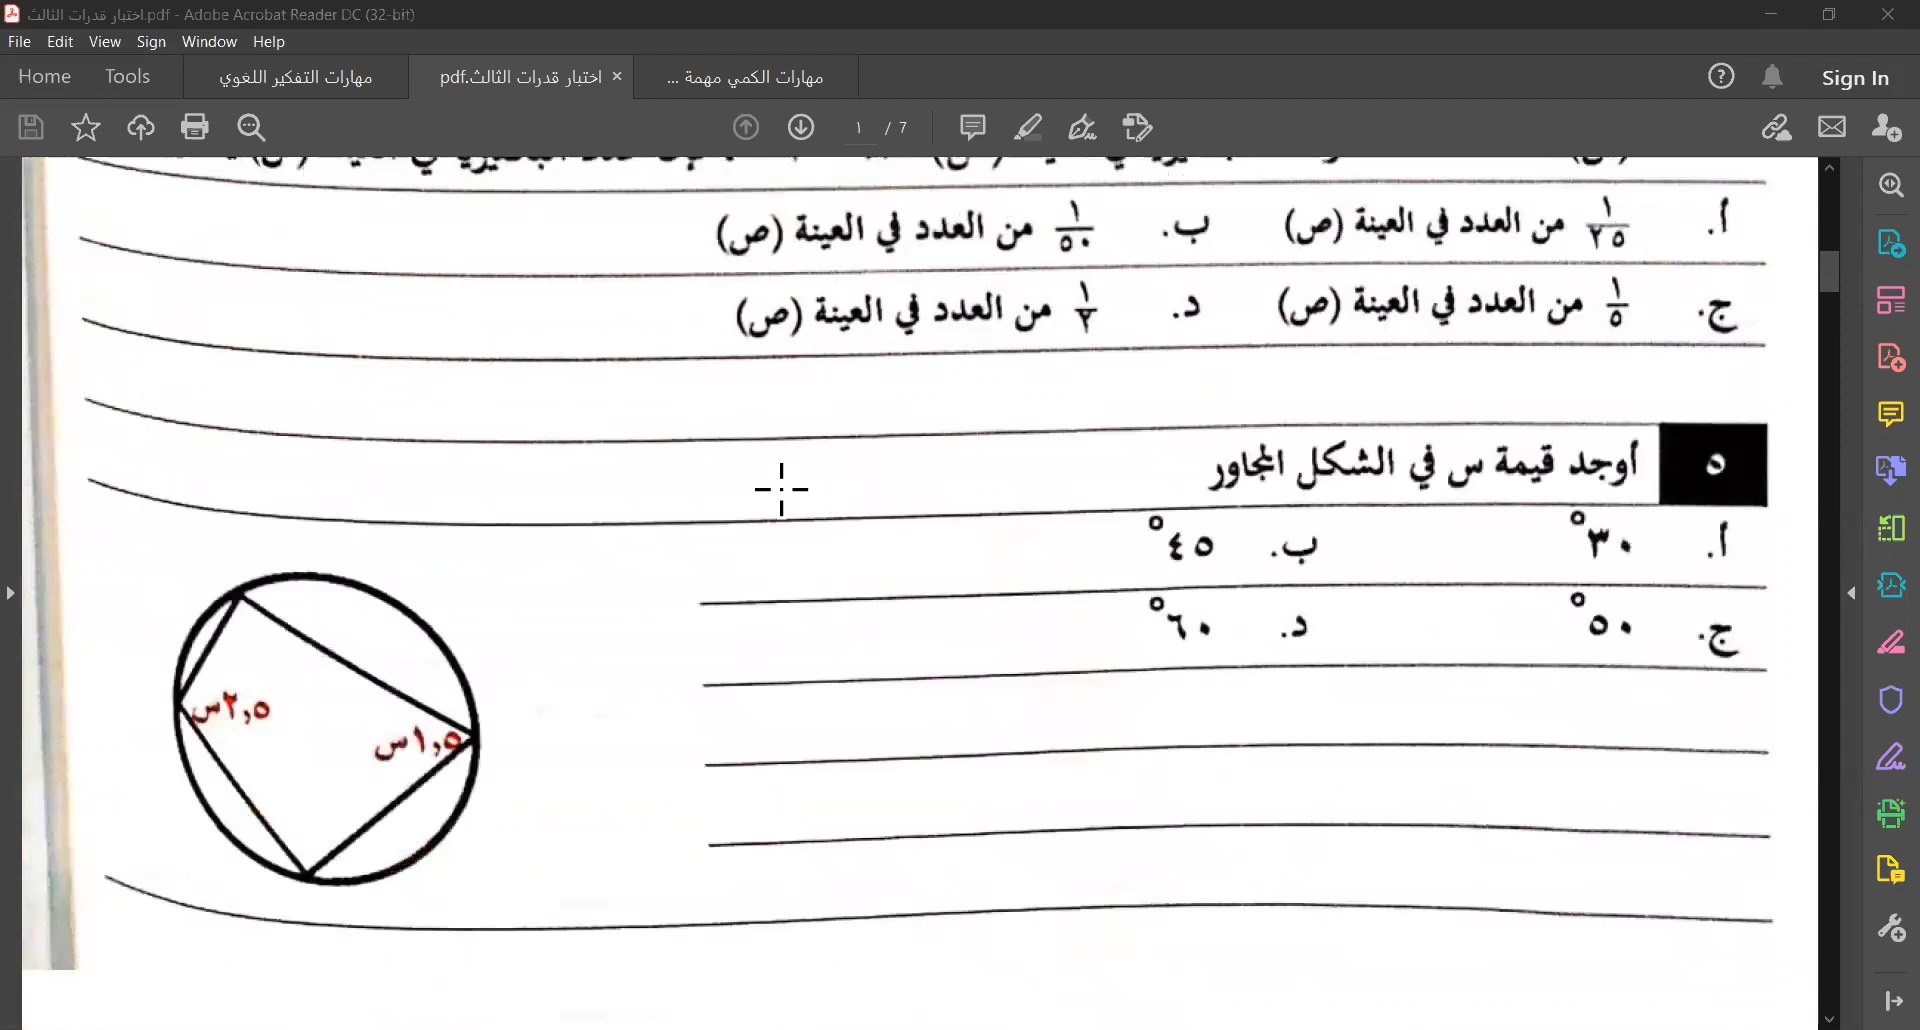 اختبار قدرات الثالث.pdf - Adobe Acrobat Reader DC (32-bit)
File Edit View Sign Window Help
Home Tools مهارات التفكير اللغوي اختبار قدرات الثالث.pdf × مهارات الكمي مهمة ... Sign In
١ / 7
أ. ١/٢٥ من العدد في العينة (ص) ب. ١/٥٠ من العدد في العينة (ص)
ج. ١/٥ من العدد في العينة (ص) د. ١/٢ من العدد في العينة (ص)
٥ أوجد قيمة س في الشكل المجاور
أ. ٣٠° ب. ٤٥°
ج. ٥٠° د. ٦٠°
٢,٥س
١,٥س